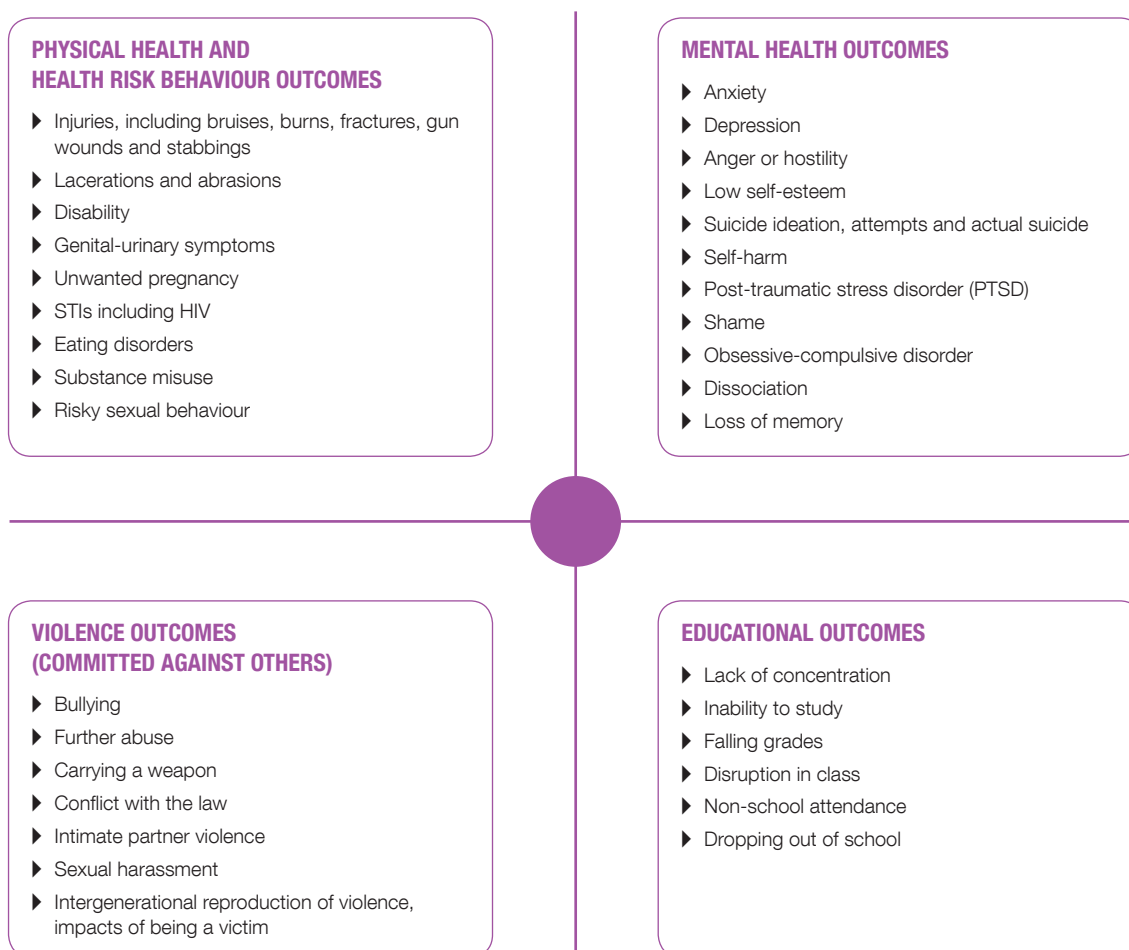 PHYSICAL HEALTH AND
HEALTH RISK BEHAVIOUR OUTCOMES
Injuries, including bruises, burns, fractures, gun
wounds and stabbings
Lacerations and abrasions
Disability
Genital-urinary symptoms
Unwanted pregnancy
STIs including HIV
Eating disorders
Substance misuse
Risky sexual behaviour
MENTAL HEALTH OUTCOMES
Anxiety
Depression
Anger or hostility
Low self-esteem
Suicide ideation, attempts and actual suicide
Self-harm
Post-traumatic stress disorder (PTSD)
Shame
Obsessive-compulsive disorder
Dissociation
Loss of memory
VIOLENCE OUTCOMES
(COMMITTED AGAINST OTHERS)
Bullying
Further abuse
Carrying a weapon
Conflict with the law
Intimate partner violence
Sexual harassment
Intergenerational reproduction of violence,
impacts of being a victim
EDUCATIONAL OUTCOMES
Lack of concentration
Inability to study
Falling grades
Disruption in class
Non-school attendance
Dropping out of school